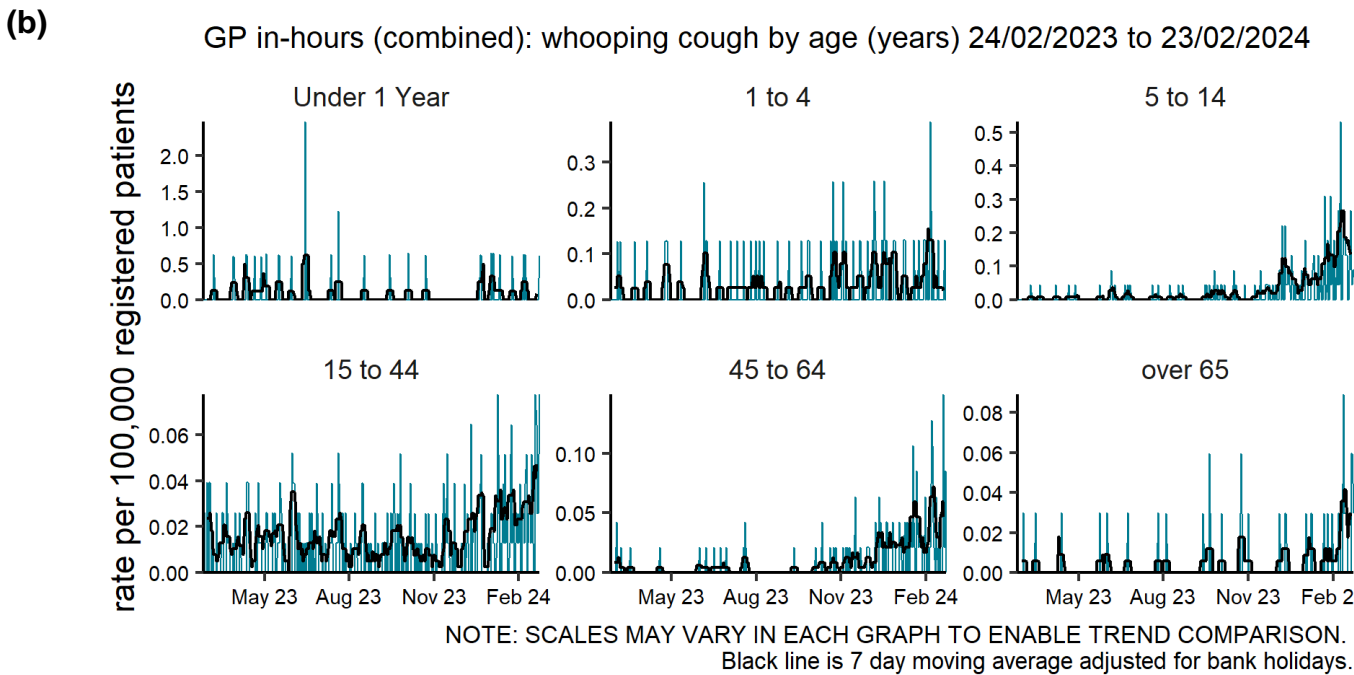 (b)
GP in-hours (combined): whooping cough by age (years) 24/02/2023 to 23/02/2024
rate per 100,000 registered patients
Under 1 Year
2.0
1.5
1.0
0.5
0.0
1 to 4
0.3
0.2
0.1
0.0
5 to 14
0.5
0.4
0.3
0.2
0.1
0.0
15 to 44
0.06
0.04
0.02
0.00
May 23 Aug 23 Nov 23 Feb 24
45 to 64
0.10
0.05
0.00
May 23 Aug 23 Nov 23 Feb 24
over 65
0.08
0.06
0.04
0.02
0.00
May 23 Aug 23 Nov 23 Feb 2
NOTE: SCALES MAY VARY IN EACH GRAPH TO ENABLE TREND COMPARISON.
Black line is 7 day moving average adjusted for bank holidays.